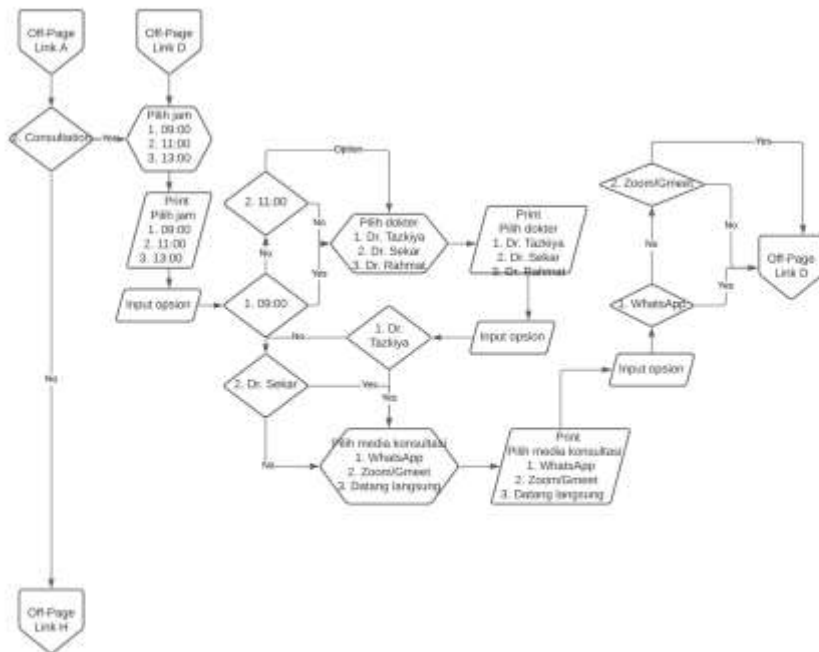 Off-Page
Link A
Off-Page
Link D
2. Consultation
Yes
Pilih jam
1. 09:00
2. 11:00
3. 13:00
Print
Pilih jam
1. 09:00
2. 11:00
3. 13:00
Input opsion
1. 09:00
No
Yes
2. 11:00
No
Option
Pilih dokter
1. Dr. Tazkiya
2. Dr. Sekar
3. Dr. Rahmat
Print
Pilih dokter
1. Dr. Tazkiya
2. Dr. Sekar
3. Dr. Rahmat
Input opsion
1. Dr.
Tazkiya
No
Yes
2. Dr. Sekar
Yes
No
Pilih media konsultasi
1. WhatsApp
2. Zoom/Gmeet
3. Datang langsung
Print
Pilih media konsultasi
1. WhatsApp
2. Zoom/Gmeet
3. Datang langsung
Input opsion
1. WhatsApp
No
Yes
2. Zoom/Gmeet
Yes
No
Off-Page
Link D
No
Off-Page
Link H